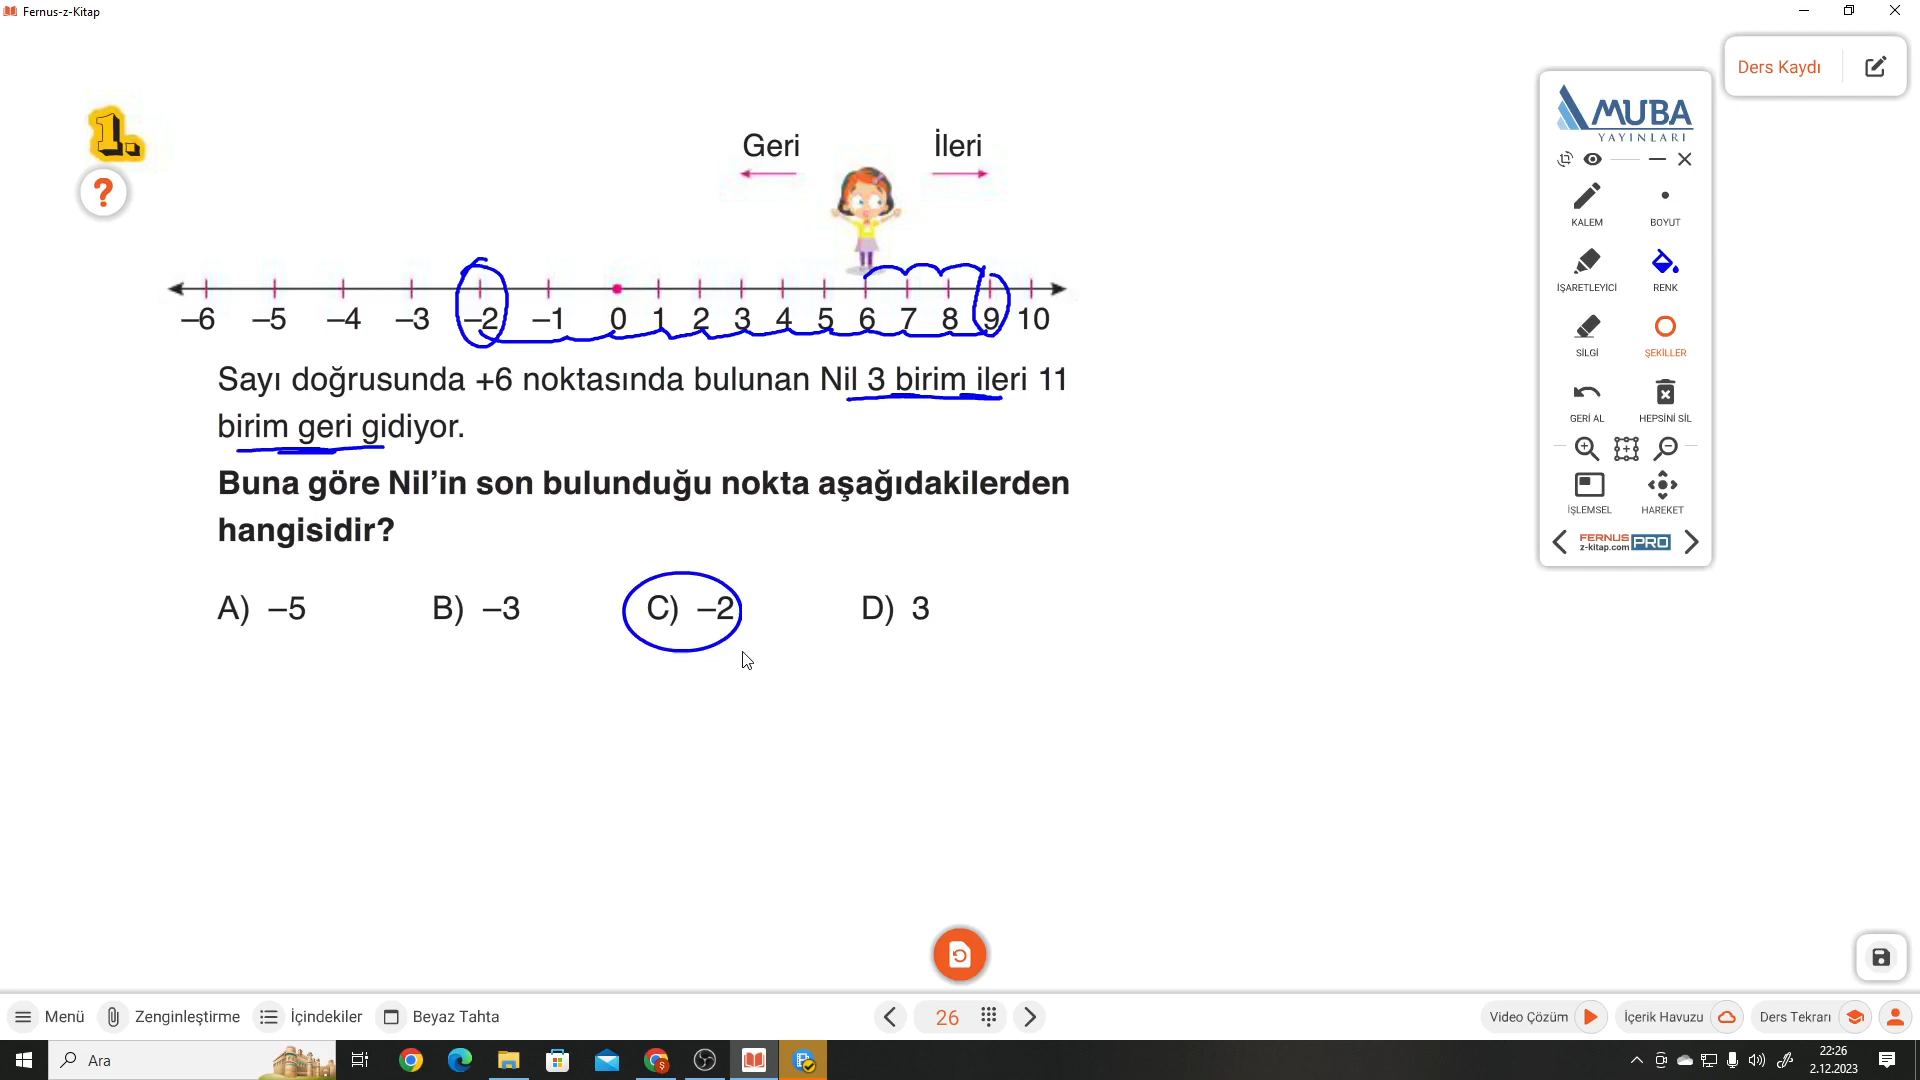 Fernus-z-Kitap
Ders Kaydı
MUBA
YAYINLARI
1.
?
Geri
İleri
–6 –5 –4 –3 –2 –1 0 1 2 3 4 5 6 7 8 9 10
Sayı doğrusunda +6 noktasında bulunan Nil 3 birim ileri 11
birim geri gidiyor.
Buna göre Nil’in son bulunduğu nokta aşağıdakilerden
hangisidir?
A) –5 B) –3 C) –2 D) 3
KALEM BOYUT
İŞARETLEYİCİ RENK
SİLGİ ŞEKİLLER
GERİ AL HEPSİNİ SİL
İŞLEMSEL HAREKET
FERNUS
z-kitap.com PRO
Menü Zenginleştirme İçindekiler Beyaz Tahta 26 Video Çözüm İçerik Havuzu Ders Tekrarı
Ara
22:26
2.12.2023